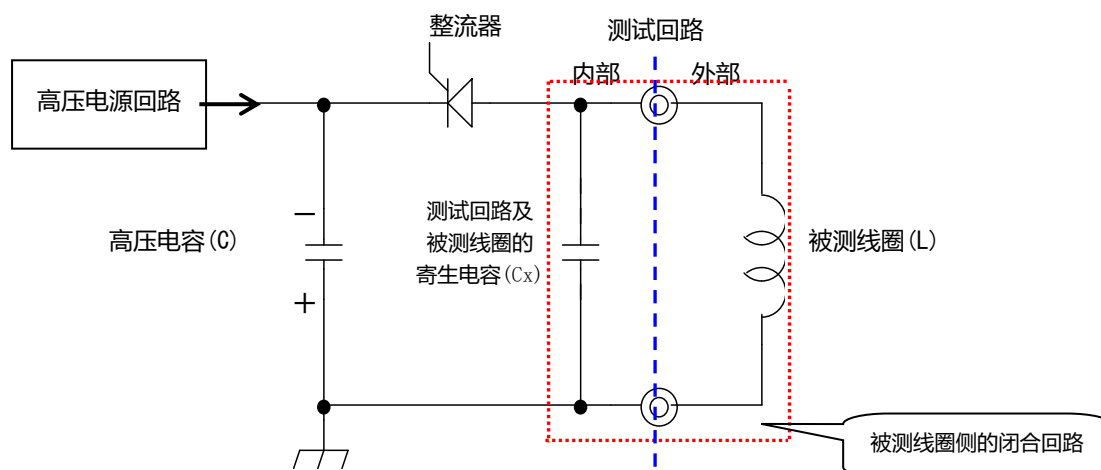 整流器
测试回路
内部
外部
高压电源回路
测试回路及
被测线圈的
寄生电容(Cx)
高压电容(C)
−
+
被测线圈(L)
被测线圈侧的闭合回路